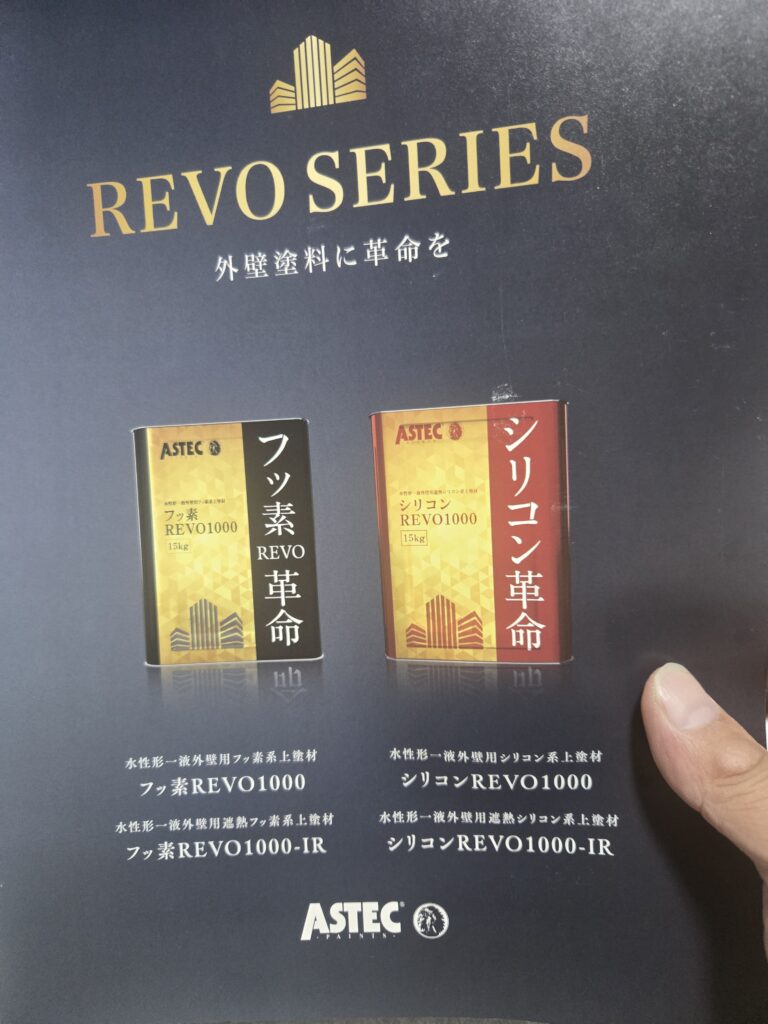 REVO SERIES
外壁塗料に革命を
ASTEC
フッ素
REVO1000
15kg
フッ素
REVO
革命
ASTEC
シリコン
REVO1000
15kg
シリコン革命
水性形一液外壁用フッ素系上塗材
フッ素REVO1000
水性形一液外壁用遮熱フッ素系上塗材
フッ素REVO1000-IR
水性形一液外壁用シリコン系上塗材
シリコンREVO1000
水性形一液外壁用遮熱シリコン系上塗材
シリコンREVO1000-IR
ASTEC®
・PAINTS・